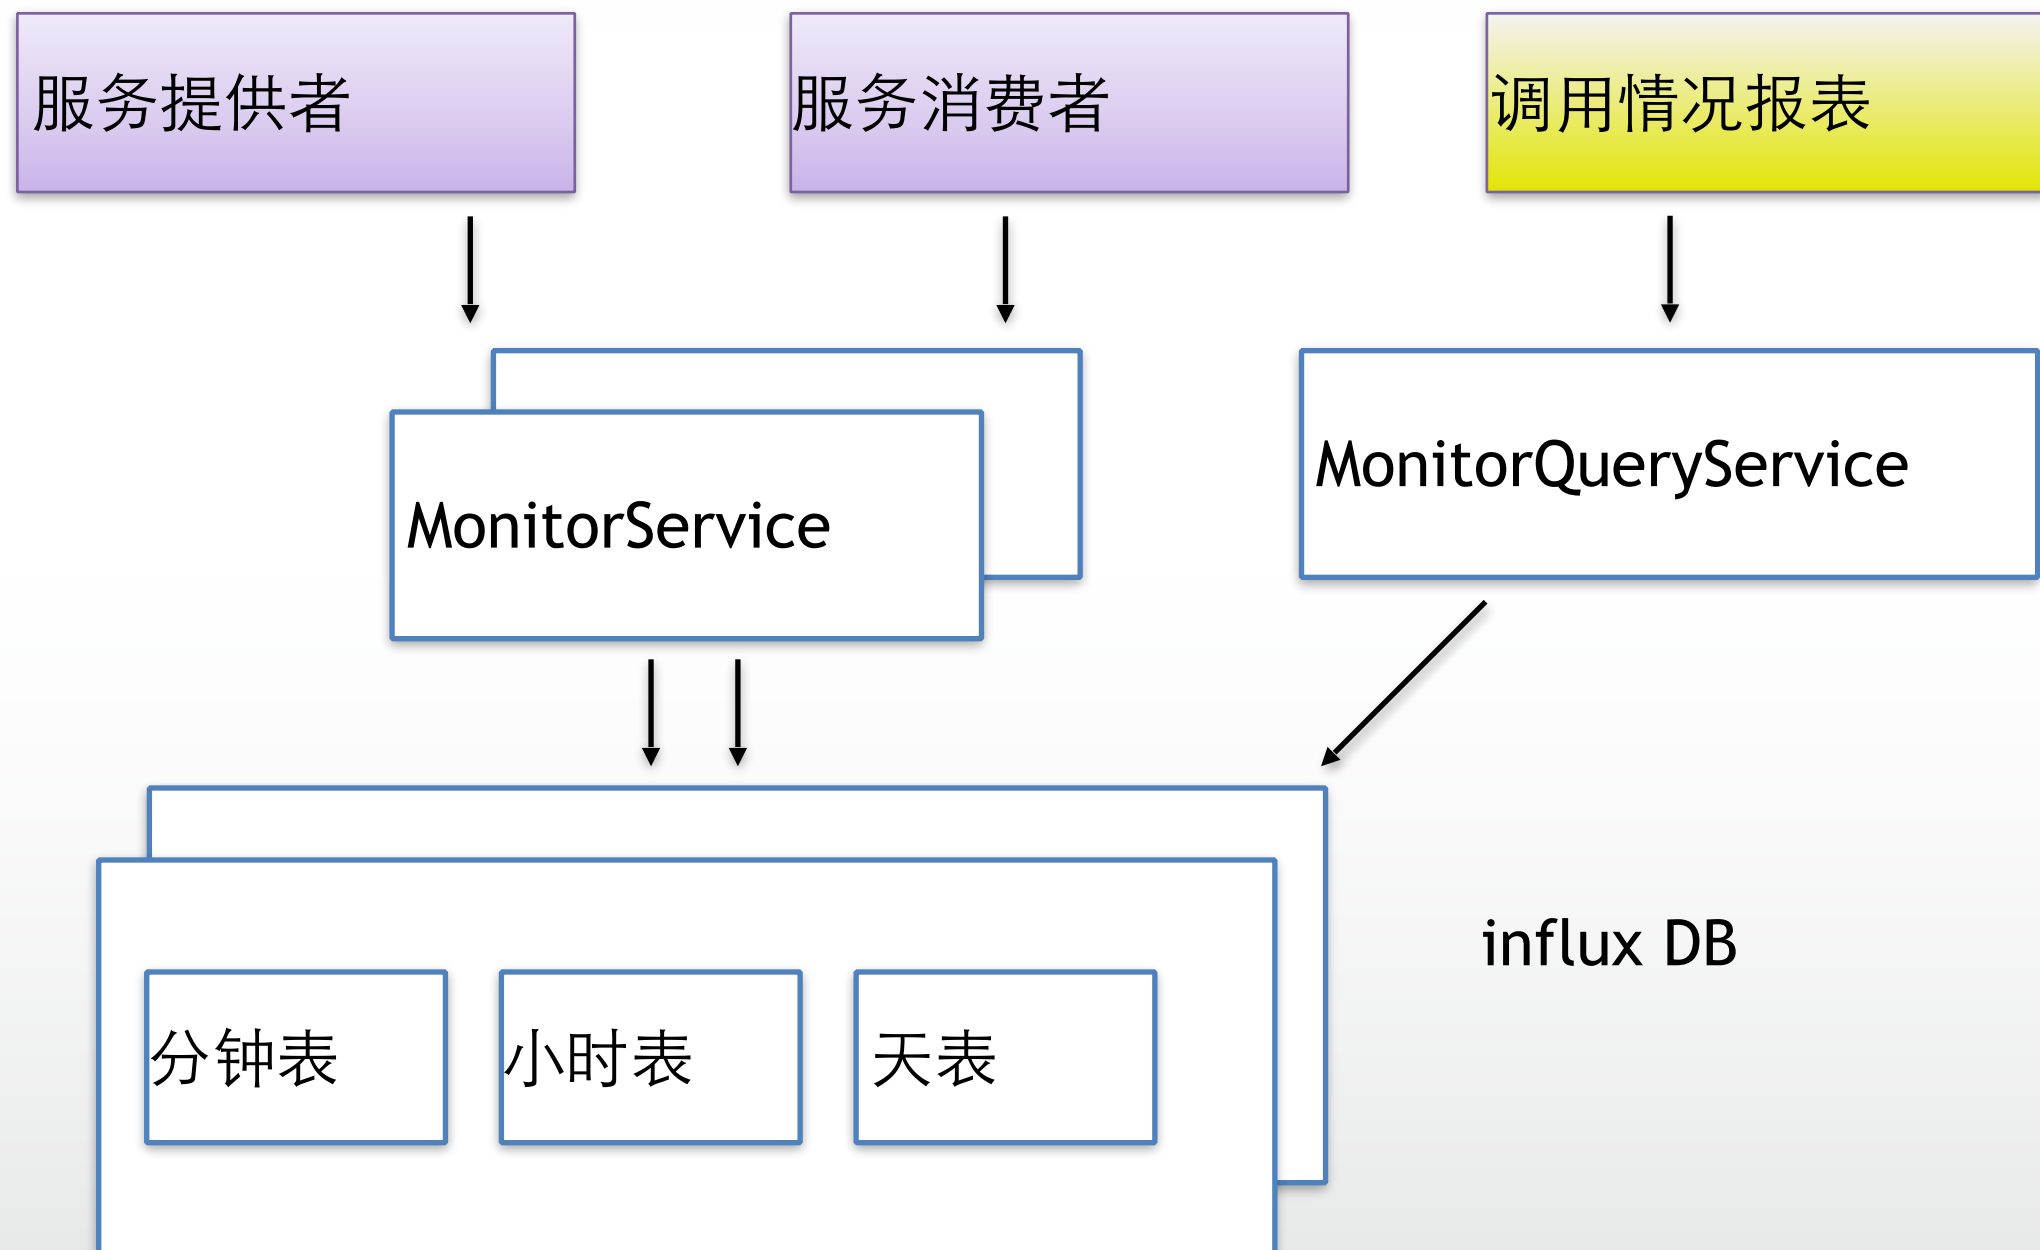 服务提供者
服务消费者
调用情况报表
MonitorService
MonitorQueryService
influx DB
分钟表
小时表
天表